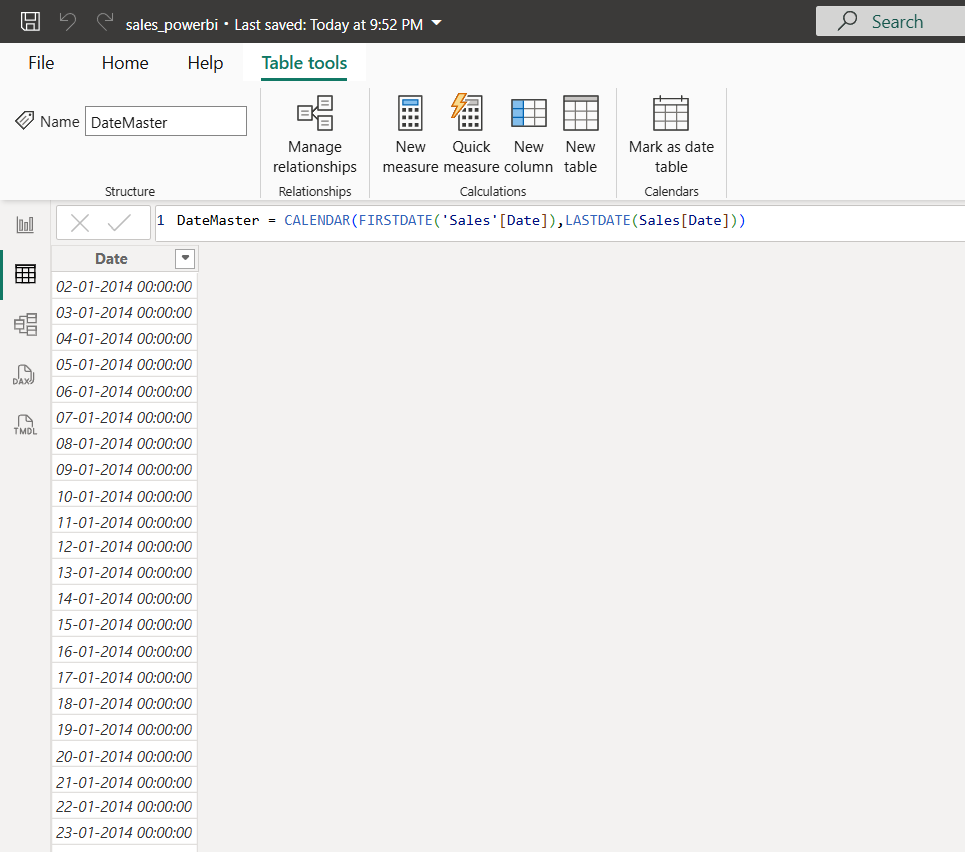 sales_powerbi • Last saved: Today at 9:52 PM
Search
File Home Help Table tools
Name DateMaster
Manage relationships
New measure
Quick measure
New column
New table
Mark as date table
Structure
Relationships
Calculations
Calendars
1 DateMaster = CALENDAR(FIRSTDATE('Sales'[Date]),LASTDATE(Sales[Date]))
Date
02-01-2014 00:00:00
03-01-2014 00:00:00
04-01-2014 00:00:00
05-01-2014 00:00:00
06-01-2014 00:00:00
07-01-2014 00:00:00
08-01-2014 00:00:00
09-01-2014 00:00:00
10-01-2014 00:00:00
11-01-2014 00:00:00
12-01-2014 00:00:00
13-01-2014 00:00:00
14-01-2014 00:00:00
15-01-2014 00:00:00
16-01-2014 00:00:00
17-01-2014 00:00:00
18-01-2014 00:00:00
19-01-2014 00:00:00
20-01-2014 00:00:00
21-01-2014 00:00:00
22-01-2014 00:00:00
23-01-2014 00:00:00
DAX
TMDL